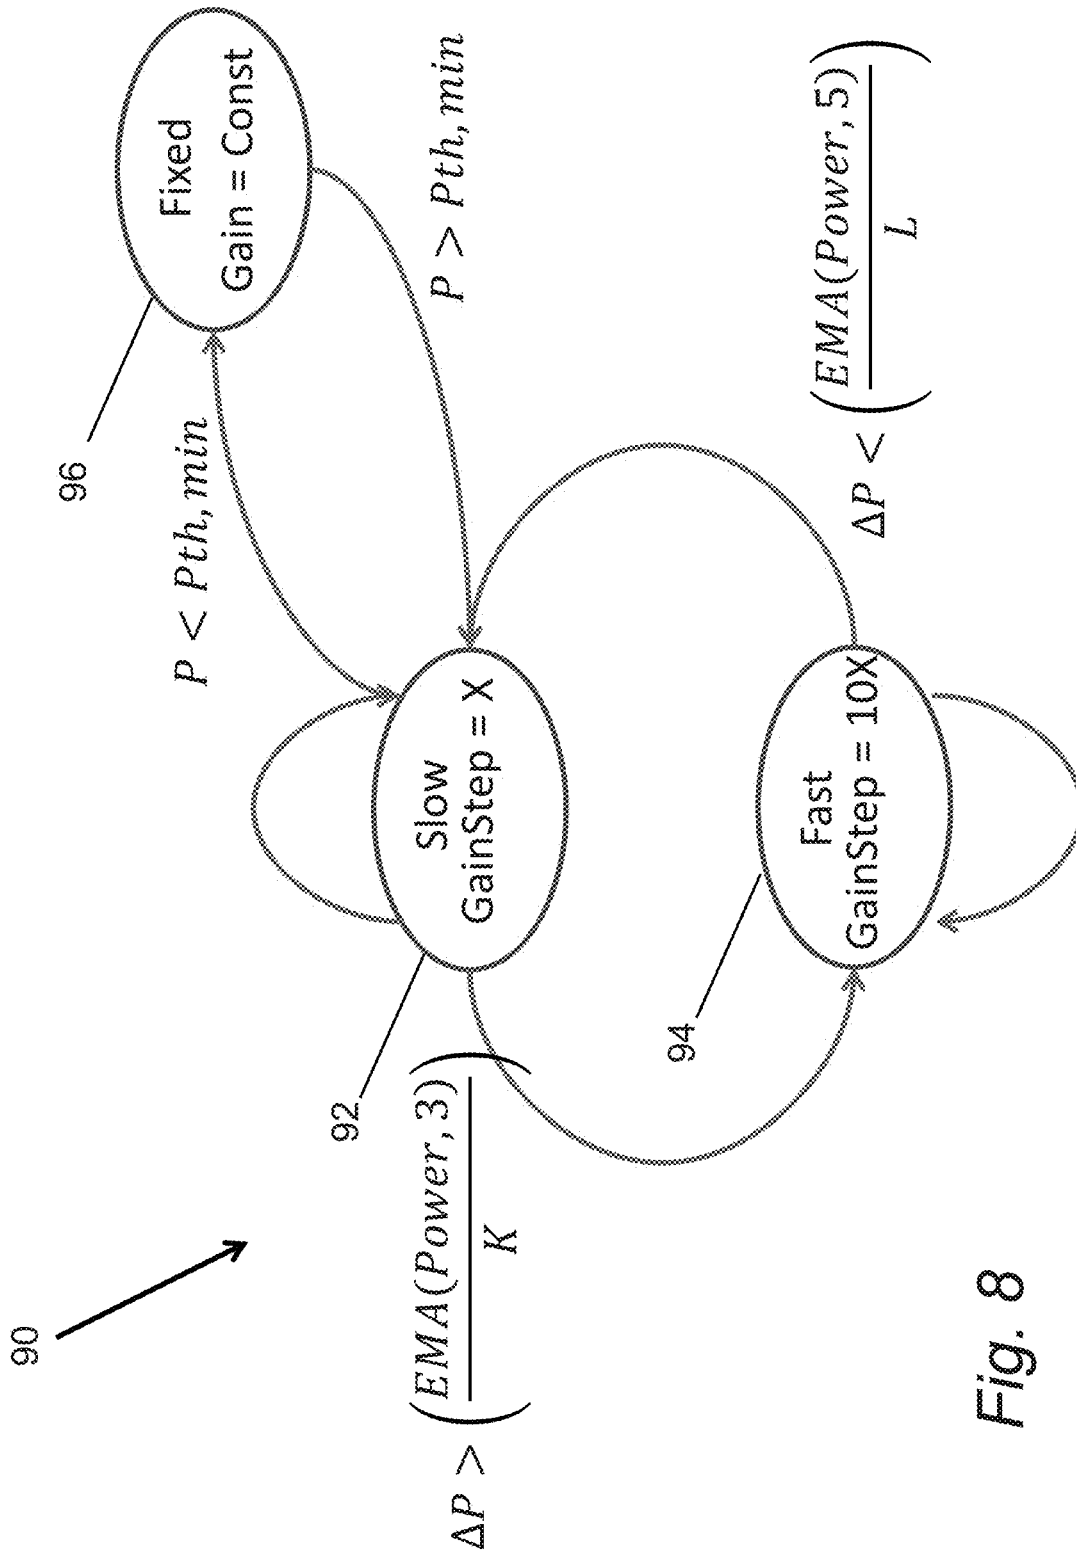 90
92
94
96
Slow
GainStep = X
Fast
GainStep = 10X
Fixed
Gain = Const
P < Pth, min
P > Pth, min
ΔP > (EMA(Power, 3) / K)
ΔP < (EMA(Power, 5) / L)
Fig. 8